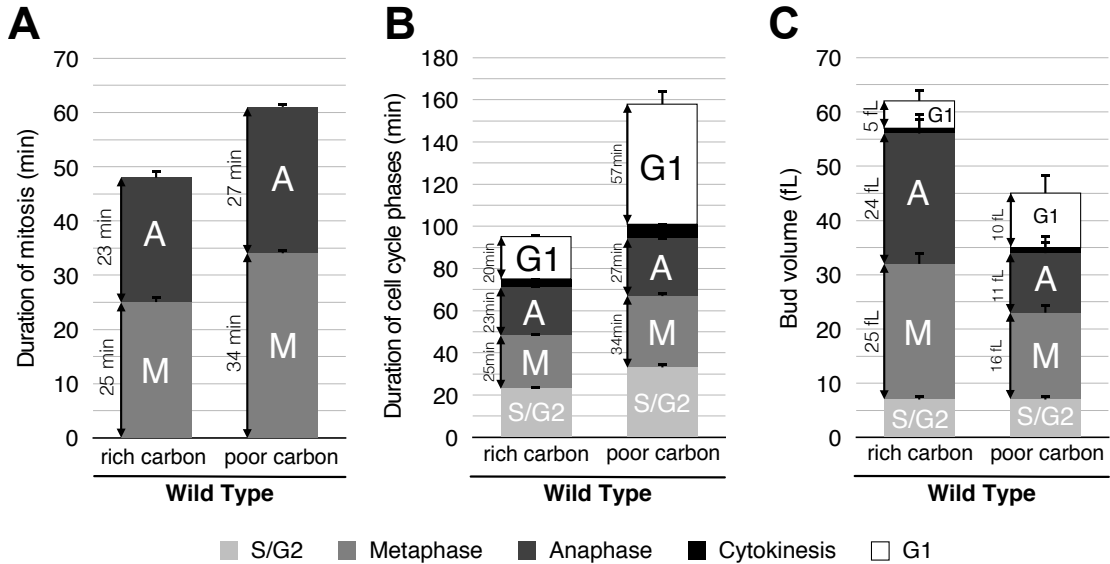 A
Duration of mitosis (min)
70
60
50
40
30
20
10
0
23 min
25 min
A
M
27 min
34 min
A
M
rich carbon poor carbon
Wild Type
B
Duration of cell cycle phases (min)
180
160
140
120
100
80
60
40
20
0
20min
23min
25min
G1
A
M
S/G2
57min
27min
34min
G1
A
M
S/G2
rich carbon poor carbon
Wild Type
C
Bud volume (fL)
70
60
50
40
30
20
10
0
5 fL
24 fL
25 fL
G1
A
M
S/G2
10 fL
11 fL
16 fL
G1
A
M
S/G2
rich carbon poor carbon
Wild Type
S/G2 Metaphase Anaphase Cytokinesis G1